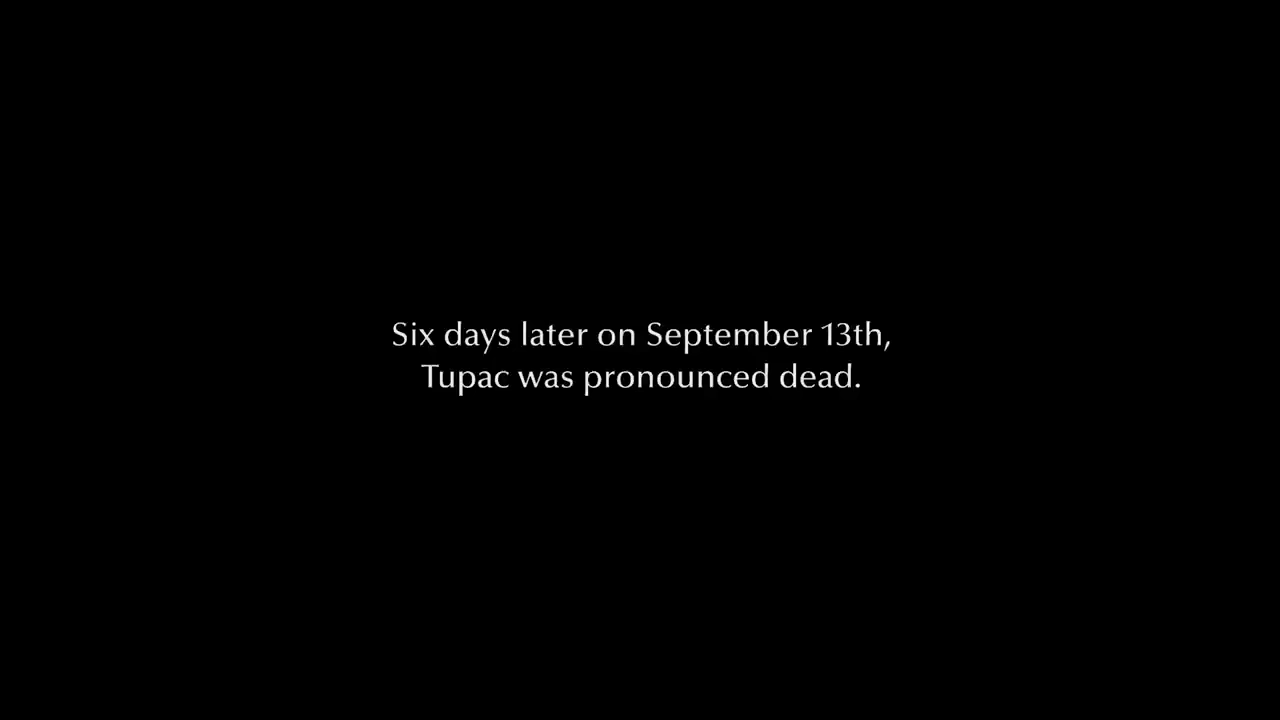 Six days later on September 13th,
Tupac was pronounced dead.